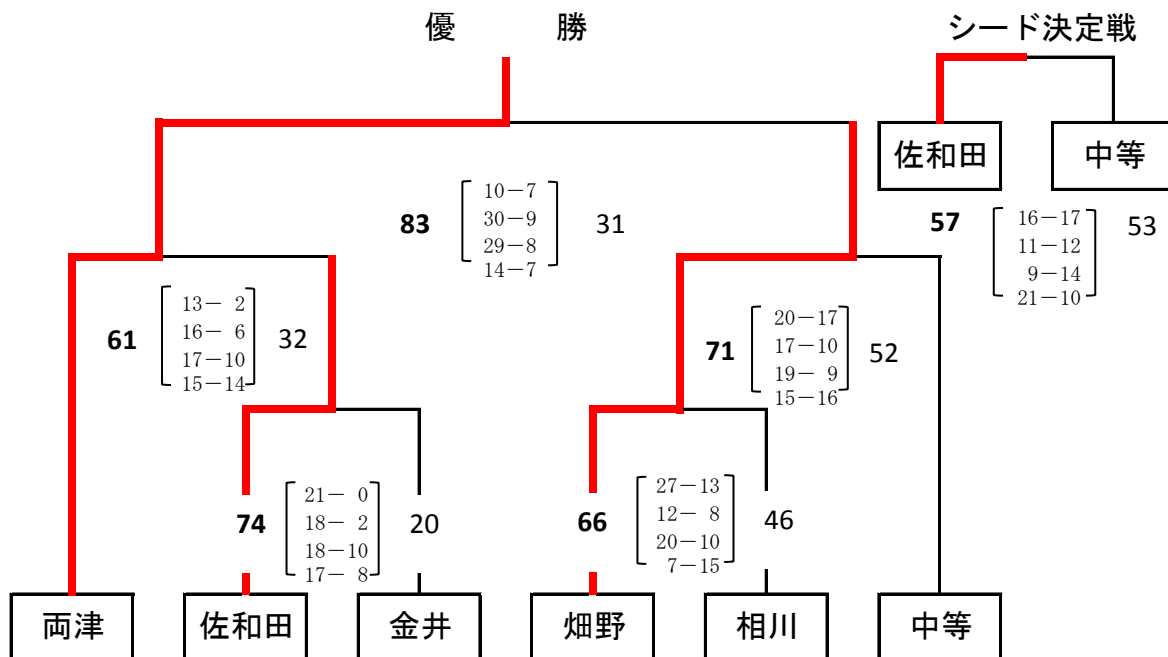 優　勝
シード決定戦
佐和田 中等
83 10－7 30－9 29－8 14－7 31
57 16－17 11－12 9－14 21－10 53
61 13－ 2 16－ 6 17－10 15－14 32
71 20－17 17－10 19－ 9 15－16 52
74 21－ 0 18－ 2 18－10 17－ 8 20
66 27－13 12－ 8 20－10 7－15 46
両津 佐和田 金井 畑野 相川 中等